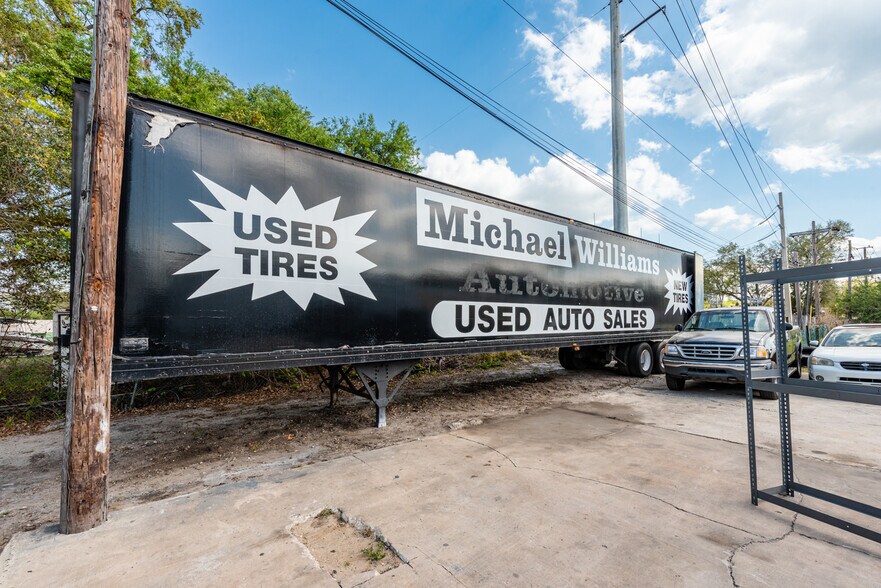 USED
TIRES
Michael Williams
Automotive
USED AUTO SALES
NEW
TIRES